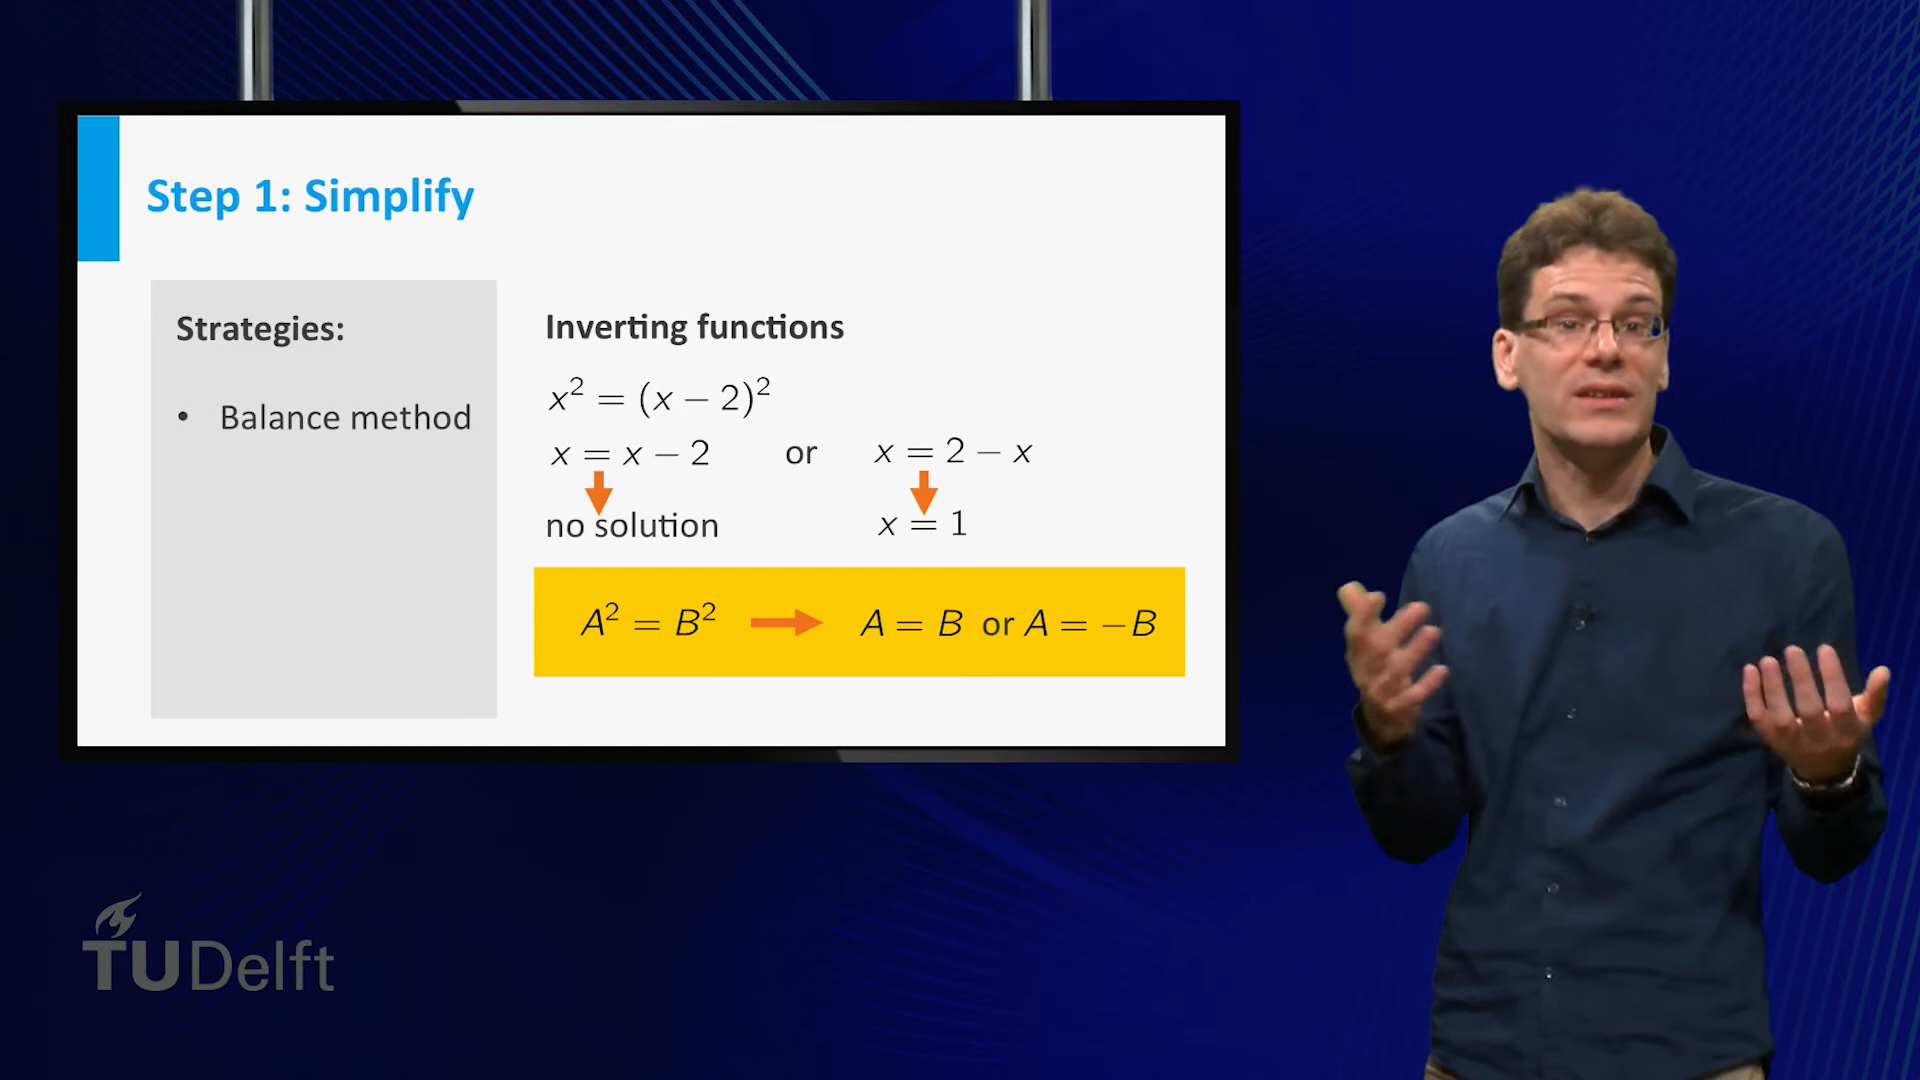 Step 1: Simplify
Strategies:
• Balance method
Inverting functions
x² = (x − 2)²
x = x − 2 or x = 2 − x
no solution x = 1
A² = B² → A = B or A = −B
TUDelft